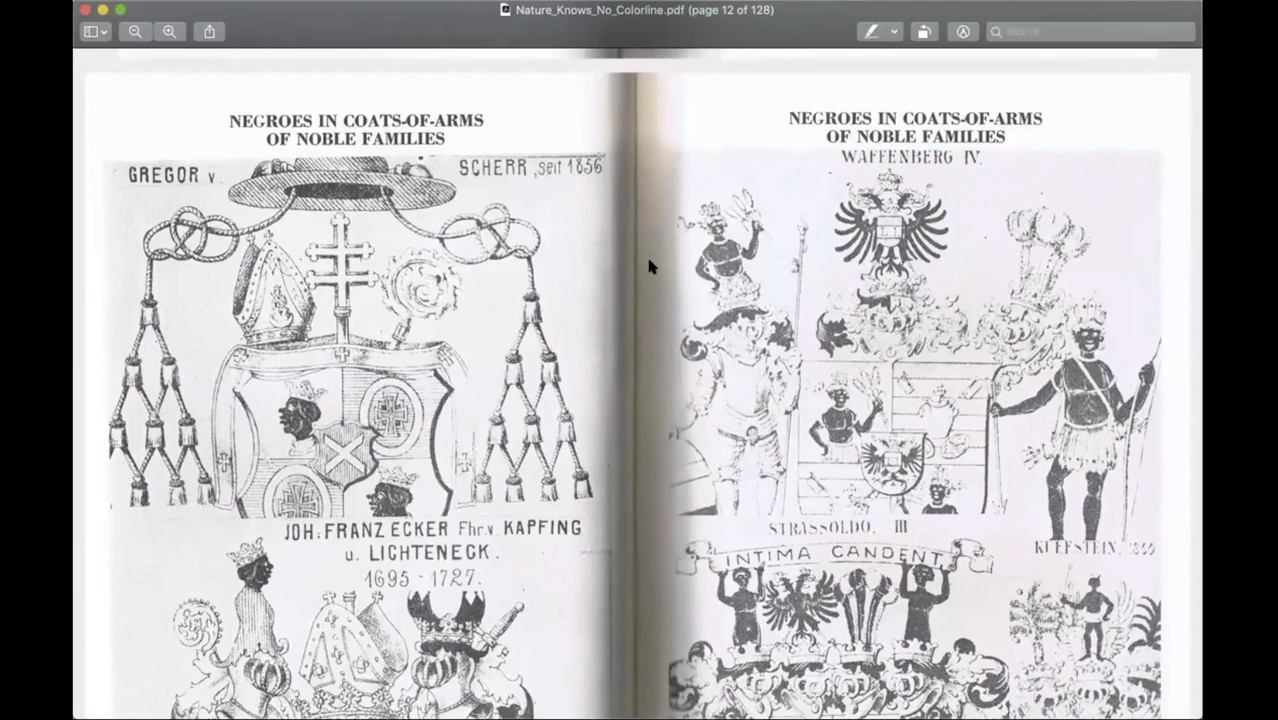 Nature_Knows_No_Colorline.pdf (page 12 of 128)
Search
NEGROES IN COATS-OF-ARMS
OF NOBLE FAMILIES
GREGOR v. SCHERR, seit 1856
JOH: FRANZ ECKER Fhr. v. KAPFING
u. LICHTENECK.
1695 - 1727.
NEGROES IN COATS-OF-ARMS
OF NOBLE FAMILIES
WAFFENBERG IV.
STRASSOLDO. III
INTIMA CANDENT
KUEFSTEIN.